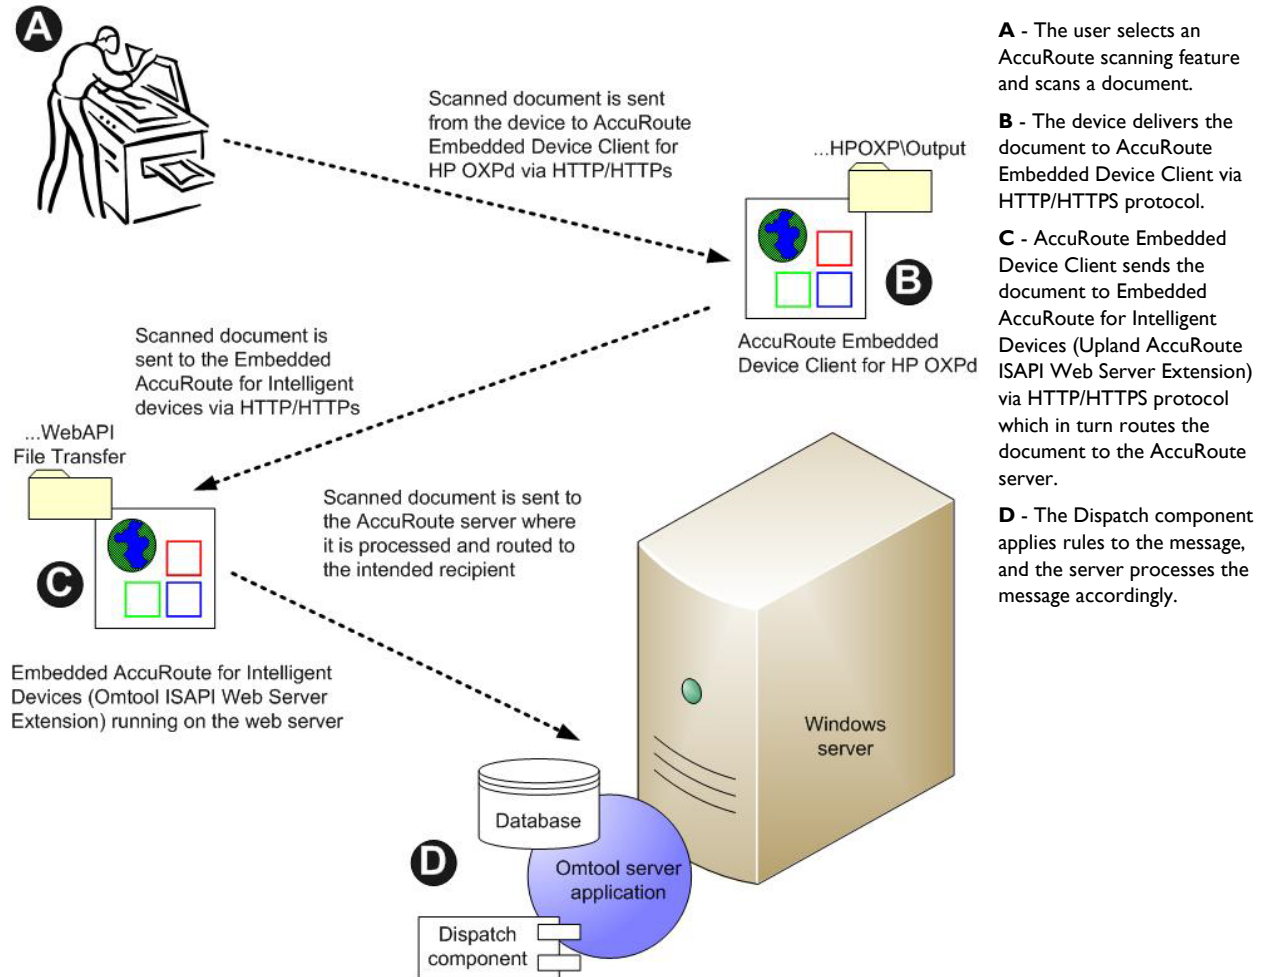 A
Scanned document is sent
from the device to AccuRoute
Embedded Device Client for
HP OXPd via HTTP/HTTPs
...HPOXP\Output
B
AccuRoute Embedded
Device Client for HP OXPd
Scanned document is
sent to the Embedded
AccuRoute for Intelligent
devices via HTTP/HTTPs
...WebAPI
File Transfer
C
Embedded AccuRoute for Intelligent
Devices (Omtool ISAPI Web Server
Extension) running on the web server
Scanned document is sent to
the AccuRoute server where
it is processed and routed to
the intended recipient
Windows
server
Database
D
Omtool server
application
Dispatch
component
A - The user selects an
AccuRoute scanning feature
and scans a document.
B - The device delivers the
document to AccuRoute
Embedded Device Client via
HTTP/HTTPS protocol.
C - AccuRoute Embedded
Device Client sends the
document to Embedded
AccuRoute for Intelligent
Devices (Upland AccuRoute
ISAPI Web Server Extension)
via HTTP/HTTPS protocol
which in turn routes the
document to the AccuRoute
server.
D - The Dispatch component
applies rules to the message,
and the server processes the
message accordingly.